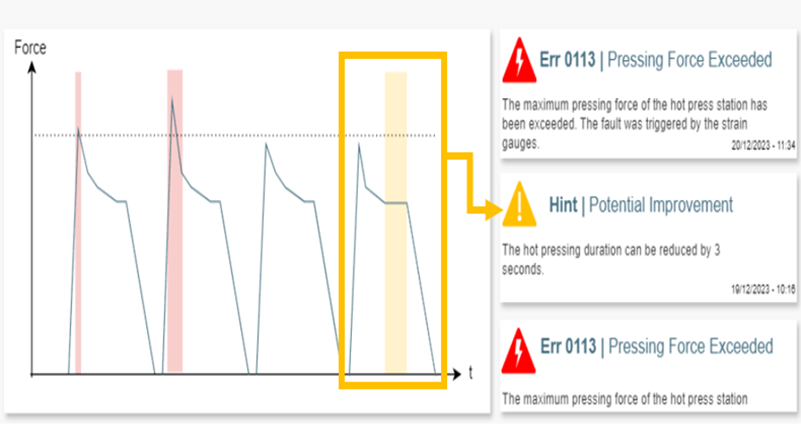 Force
t
Err 0113 | Pressing Force Exceeded
The maximum pressing force of the hot press station has
been exceeded. The fault was triggered by the strain
gauges.
20/12/2023 - 11:34
Hint | Potential Improvement
The hot pressing duration can be reduced by 3
seconds.
19/12/2023 - 10:16
Err 0113 | Pressing Force Exceeded
The maximum pressing force of the hot press station